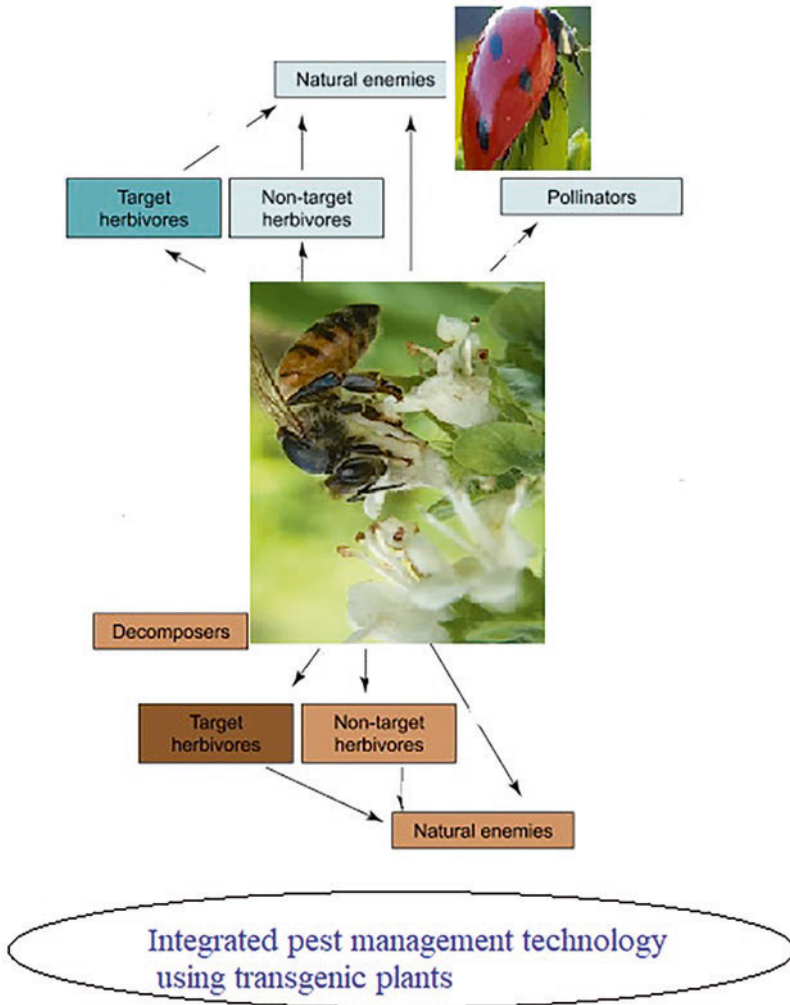 Natural enemies
Target
herbivores
Non-target
herbivores
Pollinators
Decomposers
Target
herbivores
Non-target
herbivores
Natural enemies
Integrated pest management technology
using transgenic plants